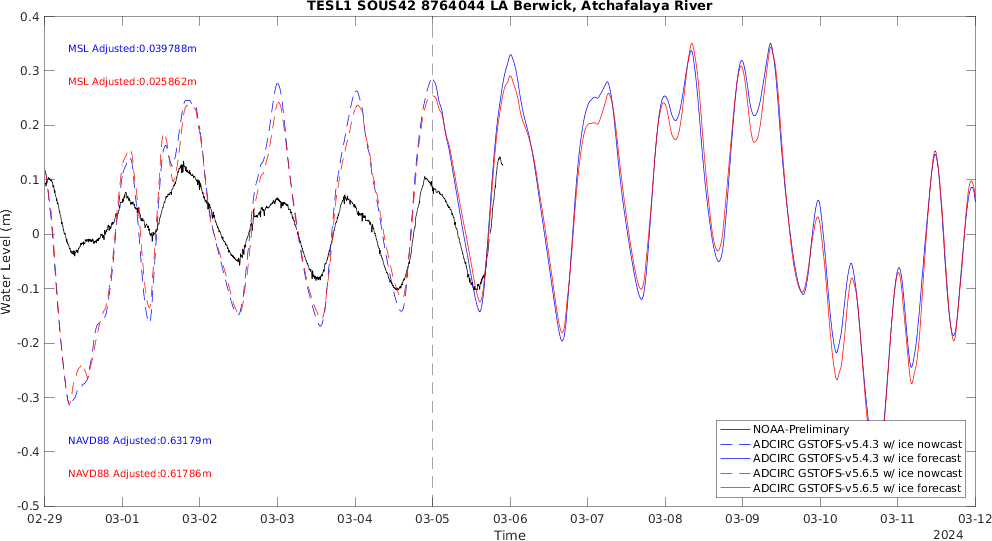 TESL1 SOUS42 8764044 LA Berwick, Atchafalaya River
MSL Adjusted:0.039788m
MSL Adjusted:0.025862m
NAVD88 Adjusted:0.63179m
NAVD88 Adjusted:0.61786m
Water Level (m)
0.4
0.3
0.2
0.1
0
-0.1
-0.2
-0.3
-0.4
-0.5
NOAA-Preliminary
ADCIRC GSTOFS-v5.4.3 w/ ice nowcast
ADCIRC GSTOFS-v5.4.3 w/ ice forecast
ADCIRC GSTOFS-v5.6.5 w/ ice nowcast
ADCIRC GSTOFS-v5.6.5 w/ ice forecast
02-29 03-01 03-02 03-03 03-04 03-05 03-06 03-07 03-08 03-09 03-10 03-11 03-12
Time
2024